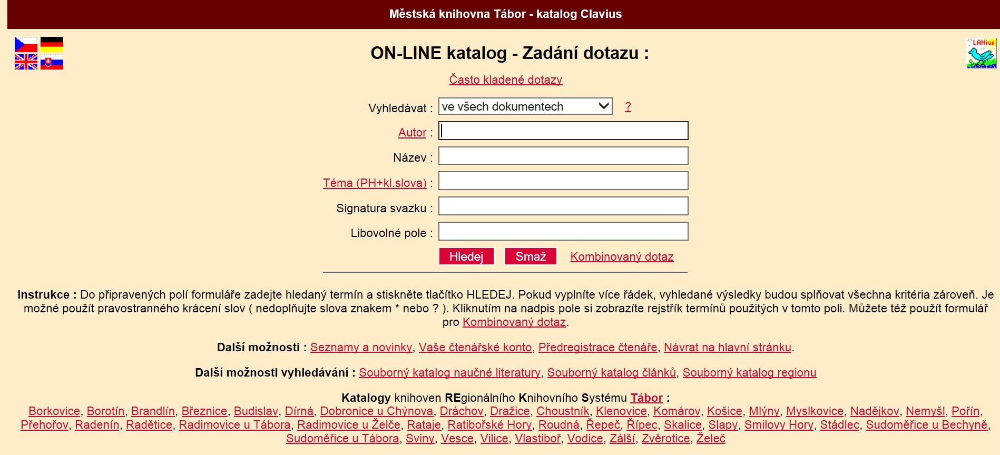 Městská knihovna Tábor - katalog Clavius
LANius
ON-LINE katalog - Zadání dotazu :
Často kladené dotazy
Vyhledávat : ve všech dokumentech ?
Autor :
Název :
Téma (PH+kl.slova) :
Signatura svazku :
Libovolné pole :
Hledej Smaž Kombinovaný dotaz
Instrukce : Do připravených polí formuláře zadejte hledaný termín a stiskněte tlačítko HLEDEJ. Pokud vyplníte více řádek, vyhledané výsledky budou splňovat všechna kritéria zároveň. Je
možné použít pravostranného krácení slov ( nedoplňujte slova znakem * nebo ? ). Kliknutím na nadpis pole si zobrazíte rejstřík termínů použitých v tomto poli. Můžete též použít formulář
pro Kombinovaný dotaz.
Další možnosti : Seznamy a novinky, Vaše čtenářské konto, Předregistrace čtenáře, Návrat na hlavní stránku.
Další možnosti vyhledávání : Souborný katalog naučné literatury, Souborný katalog článků, Souborný katalog regionu
Katalogy knihoven REgionálního Knihovního Systému Tábor :
Borkovice, Borotín, Brandlín, Březnice, Budislav, Dírná, Dobronice u Chýnova, Dráchov, Dražice, Choustník, Klenovice, Komárov, Košice, Mlýny, Myslkovice, Nadějkov, Nemyšl, Pořín,
Přehořov, Radenín, Radětice, Radimovice u Tábora, Radimovice u Želče, Rataje, Ratibořské Hory, Roudná, Řepeč, Řípec, Skalice, Slapy, Smilovy Hory, Stádlec, Sudoměřice u Bechyně,
Sudoměřice u Tábora, Sviny, Vesce, Vilice, Vlastiboř, Vodice, Zálší, Zvěrotice, Želeč